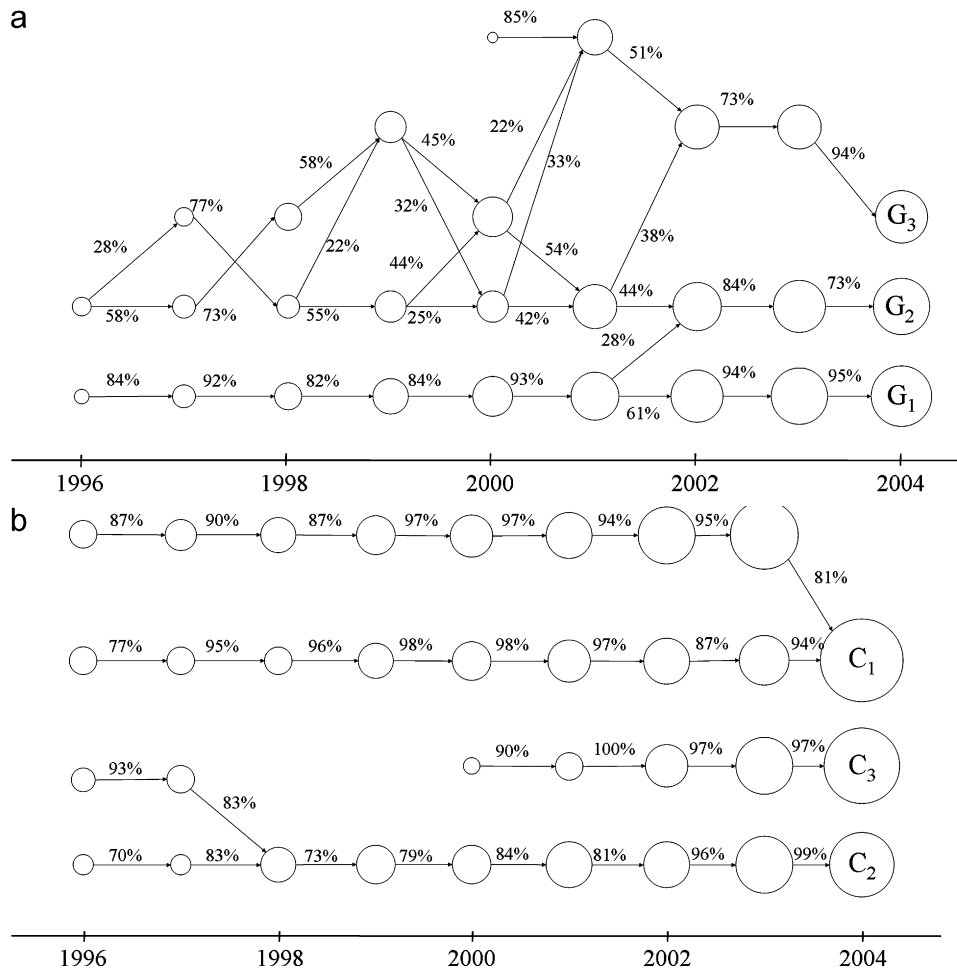 a
85%
51%
73%
45%
22%
58%
33%
94%
77%
32%
G3
28%
22%
44%
54%
38%
58%
73%
55%
25%
42%
44%
84%
73%
G2
28%
84%
92%
82%
84%
93%
61%
94%
95%
G1
1996 1998 2000 2002 2004
b
87% 90% 87% 97% 97% 94% 95%
81%
77% 95% 96% 98% 98% 97% 87% 94%
C1
93%
90% 100% 97% 97%
C3
83%
70% 83% 73% 79% 84% 81% 96% 99%
C2
1996 1998 2000 2002 2004